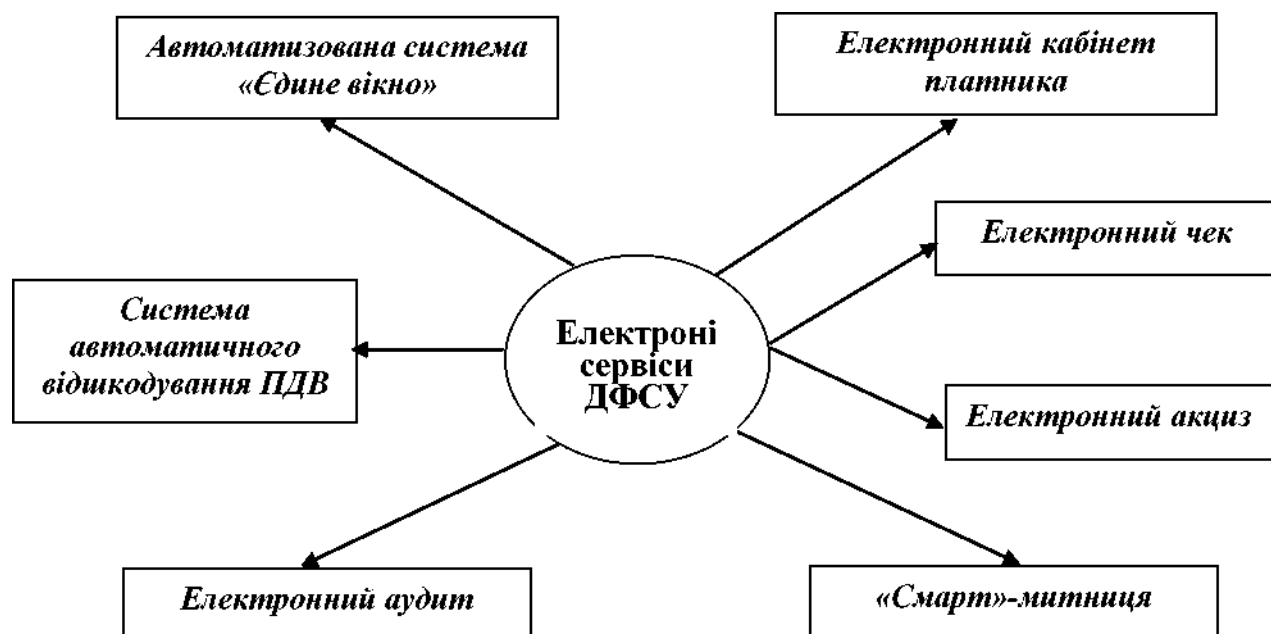 Автоматизована система
«Єдине вікно»
Електронний кабінет
платника
Електронний чек
Система
автоматичного
відшкодування ПДВ
Електроні
сервіси
ДФСУ
Електронний акциз
Електронний аудит
«Смарт»-митниця